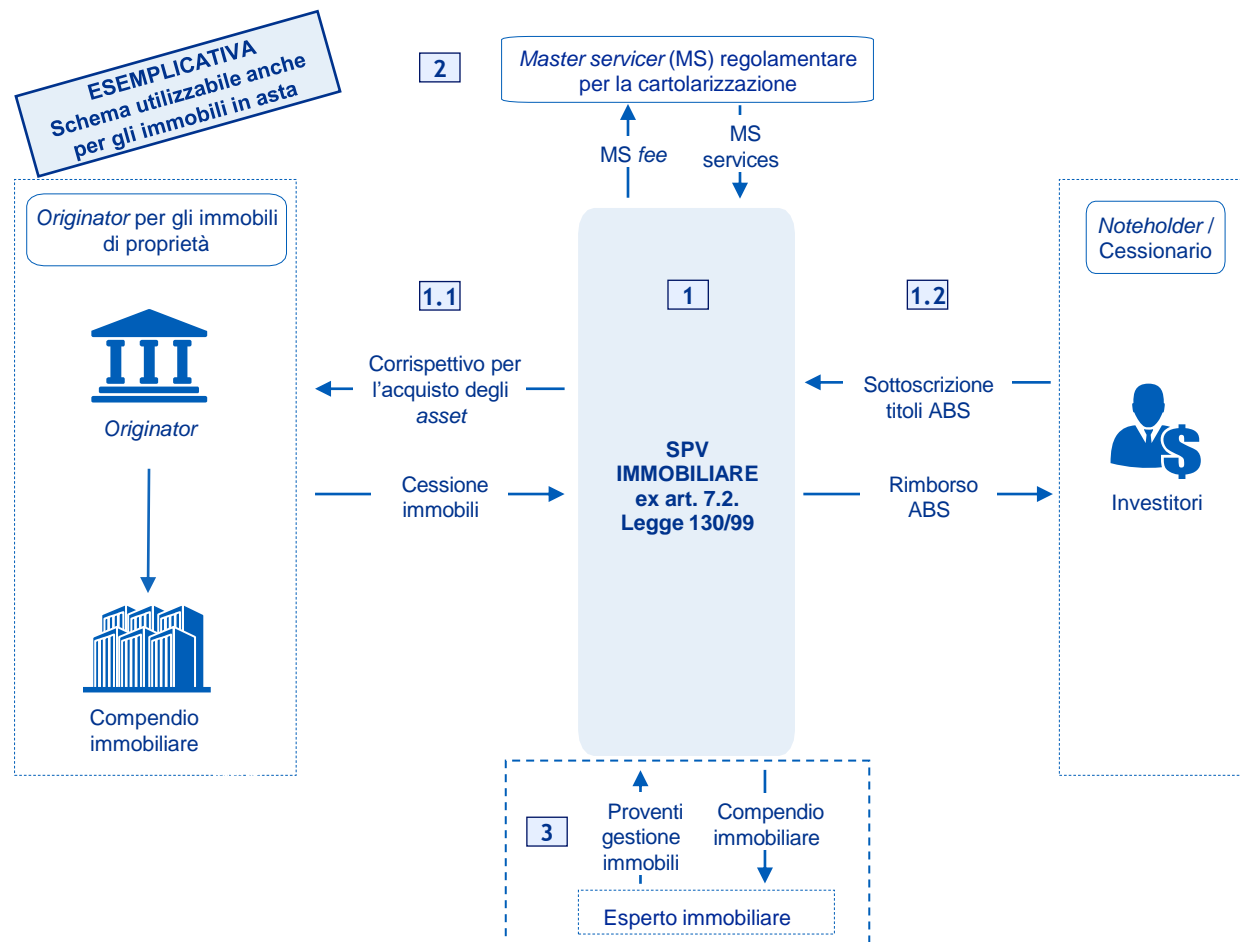 ESEMPLICATIVA
Schema utilizzabile anche
per gli immobili in asta
2
Master servicer (MS) regolamentare
per la cartolarizzazione
MS fee
MS
services
Originator per gli immobili
di proprietà
Noteholder /
Cessionario
1.1
1
1.2
Corrispettivo per
l'acquisto degli
asset
Sottoscrizione
titoli ABS
Originator
SPV
IMMOBILIARE
ex art. 7.2.
Legge 130/99
Cessione
immobili
Rimborso
ABS
Investitori
Compendio
immobiliare
3
Proventi
gestione
immobili
Compendio
immobiliare
Esperto immobiliare